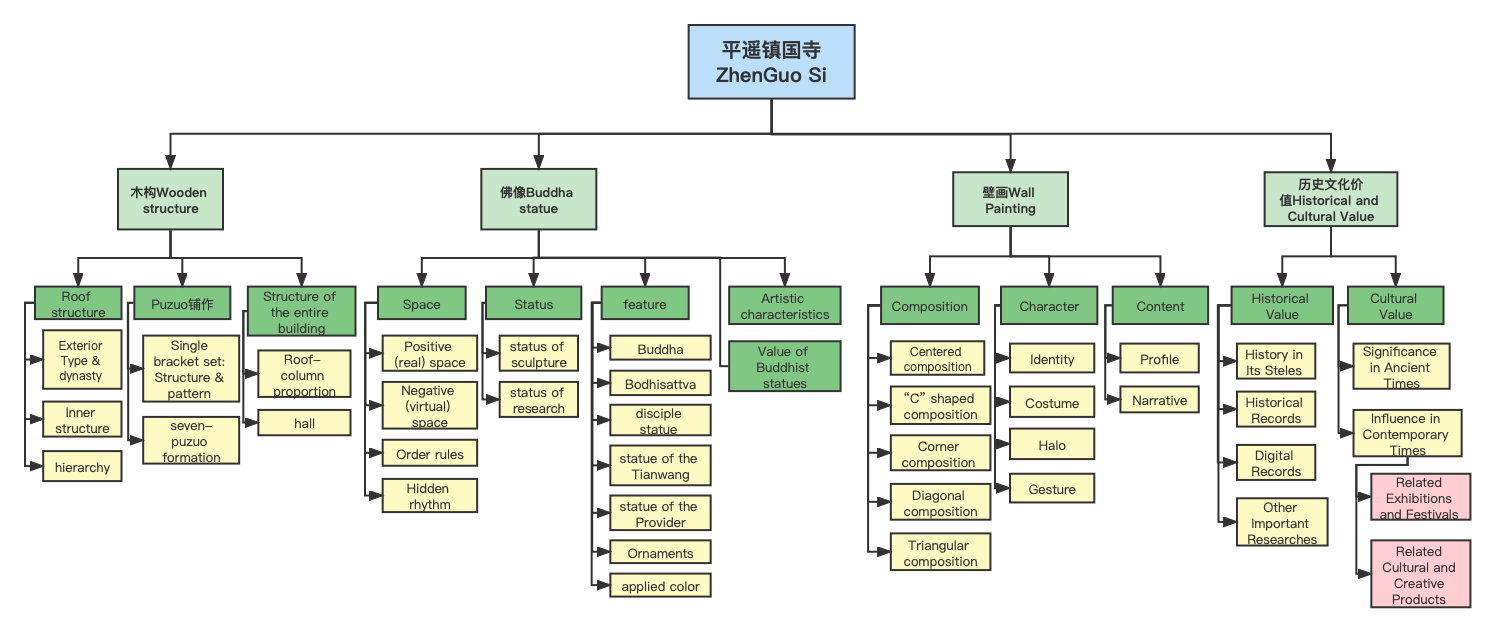 平遥镇国寺
ZhenGuo Si
木构Wooden
structure
佛像Buddha
statue
壁画Wall
Painting
历史文化价
值Historical and
Cultural Value
Roof
structure
Puzuo铺作
Structure of
the entire
building
Space
Status
feature
Artistic
characteristics
Value of
Buddhist
statues
Composition
Character
Content
Historical
Value
Cultural
Value
Exterior
Type &
dynasty
Inner
structure
hierarchy
Single
bracket set:
Structure &
pattern
seven–
puzuo
formation
Roof–
column
proportion
hall
Positive
(real) space
Negative
(virtual)
space
Order rules
Hidden
rhythm
status of
sculpture
status of
research
Buddha
Bodhisattva
disciple
statue
statue of the
Tianwang
statue of the
Provider
Ornaments
applied color
Centered
composition
“C” shaped
composition
Corner
composition
Diagonal
composition
Triangular
composition
Identity
Costume
Halo
Gesture
Profile
Narrative
History in
Its Steles
Historical
Records
Digital
Records
Other
Important
Researches
Significance
in Ancient
Times
Influence in
Contemporary
Times
Related
Exhibitions
and Festivals
Related
Cultural and
Creative
Products